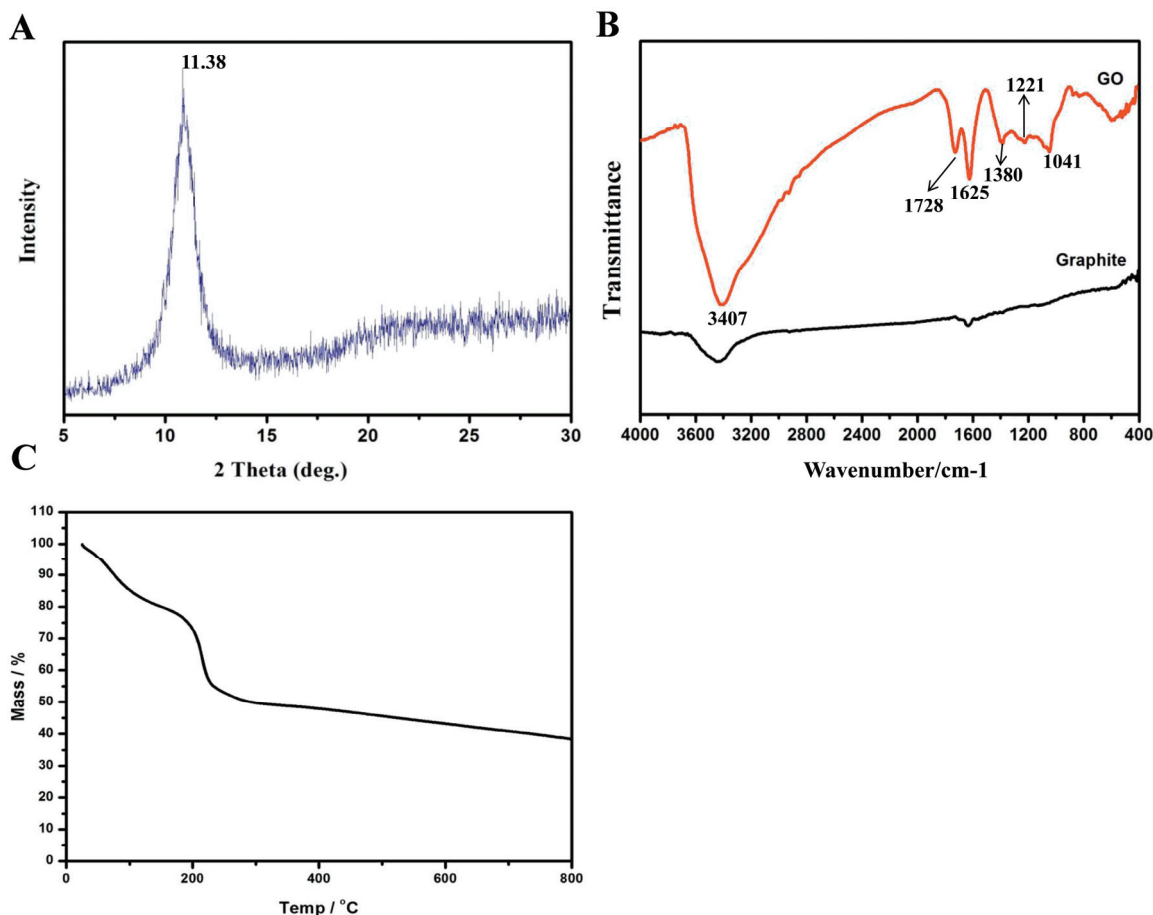 A
11.38
Intensity
5 10 15 20 25 30
2 Theta (deg.)
B
GO
1221
1728
1625
1380
1041
Graphite
3407
Transmittance
4000 3600 3200 2800 2400 2000 1600 1200 800 400
Wavenumber/cm-1
C
110
100
90
80
70
60
50
40
30
20
10
0
Mass / %
0 200 400 600 800
Temp / °C